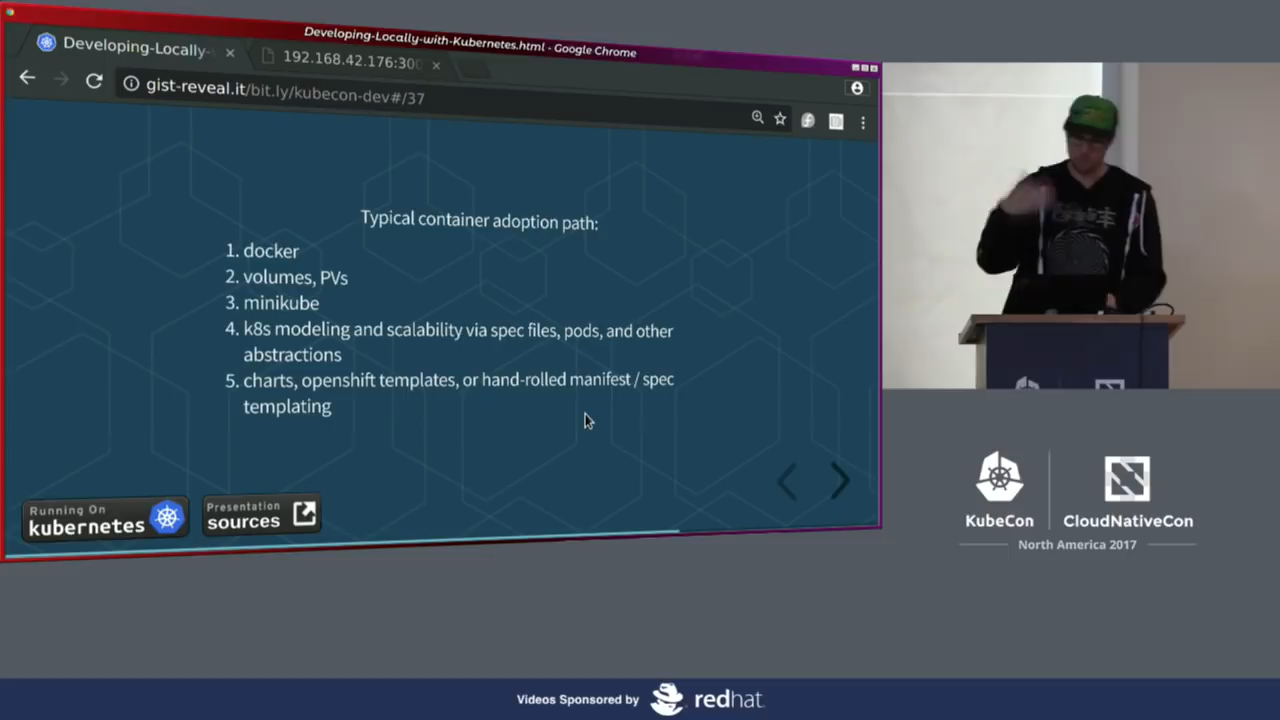 Developing-Locally-with-Kubernetes.html - Google Chrome
Developing-Locally-
192.168.42.176:300
gist-reveal.it/bit.ly/kubecon-dev#/37
Typical container adoption path:
1. docker
2. volumes, PVs
3. minikube
4. k8s modeling and scalability via spec files, pods, and other
abstractions
5. charts, openshift templates, or hand-rolled manifest / spec
templating
Running On
kubernetes
Presentation
sources
KubeCon
CloudNativeCon
North America 2017
Videos Sponsored by
redhat.